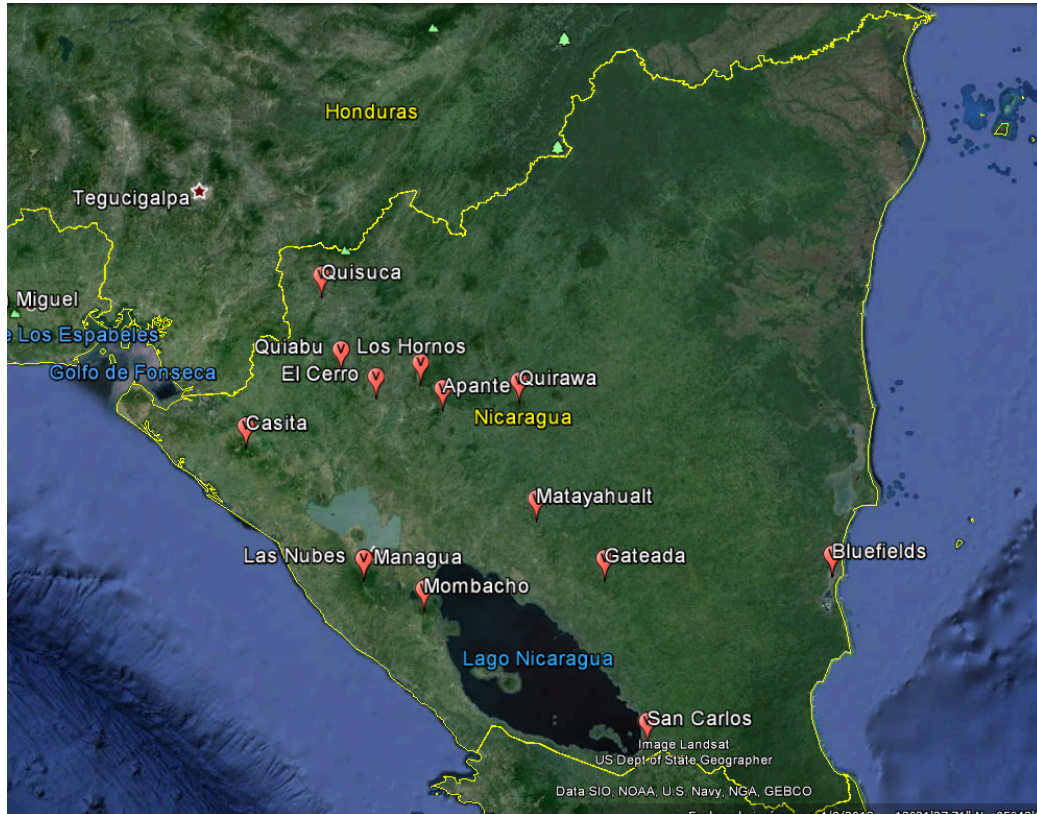 Honduras
Tegucigalpa
Quisuca
Miguel
Los Espabeles
Quiabu Los Hornos
Golfo de Fonseca
El Cerro
Apante
Quirawa
Casita
Nicaragua
V
V
V
Matayahualt
Las Nubes
V
Managua
Gateada
Bluefields
Mombacho
Lago Nicaragua
San Carlos
Image Landsat
US Dept of State Geographer
Data SIO, NOAA, U.S. Navy, NGA, GEBCO